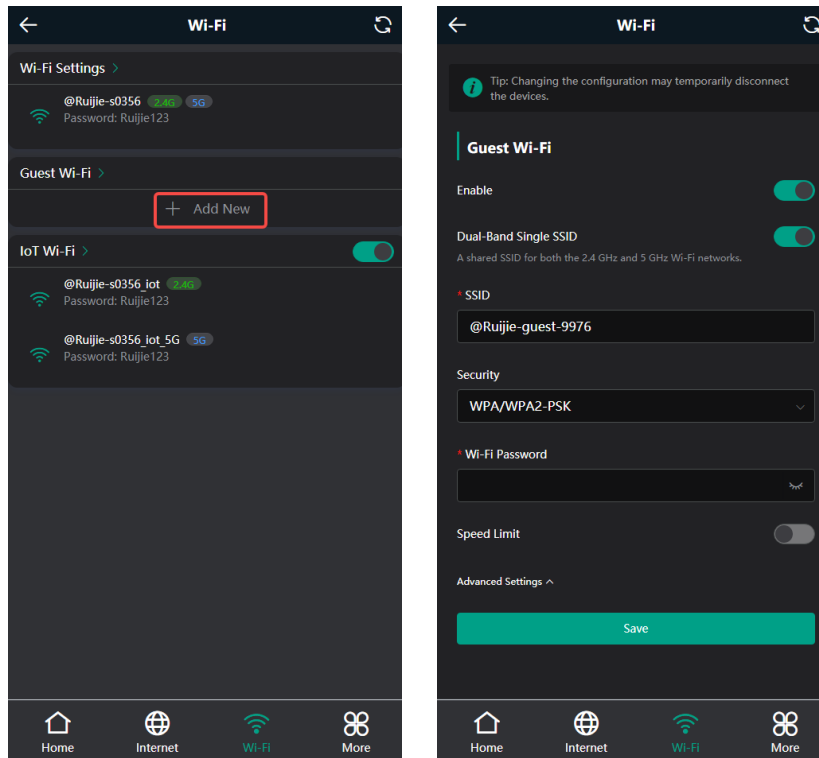 Wi-Fi
Wi-Fi Settings >
@Ruijie-s0356 2.4G 5G
Password: Ruijie123
Guest Wi-Fi >
+ Add New
IoT Wi-Fi >
@Ruijie-s0356_iot 2.4G
Password: Ruijie123
@Ruijie-s0356_iot_5G 5G
Password: Ruijie123
Home Internet Wi-Fi More
Wi-Fi
Tip: Changing the configuration may temporarily disconnect
the devices.
Guest Wi-Fi
Enable
Dual-Band Single SSID
A shared SSID for both the 2.4 GHz and 5 GHz Wi-Fi networks.
* SSID
@Ruijie-guest-9976
Security
WPA/WPA2-PSK
* Wi-Fi Password
Speed Limit
Advanced Settings
Save
Home Internet Wi-Fi More